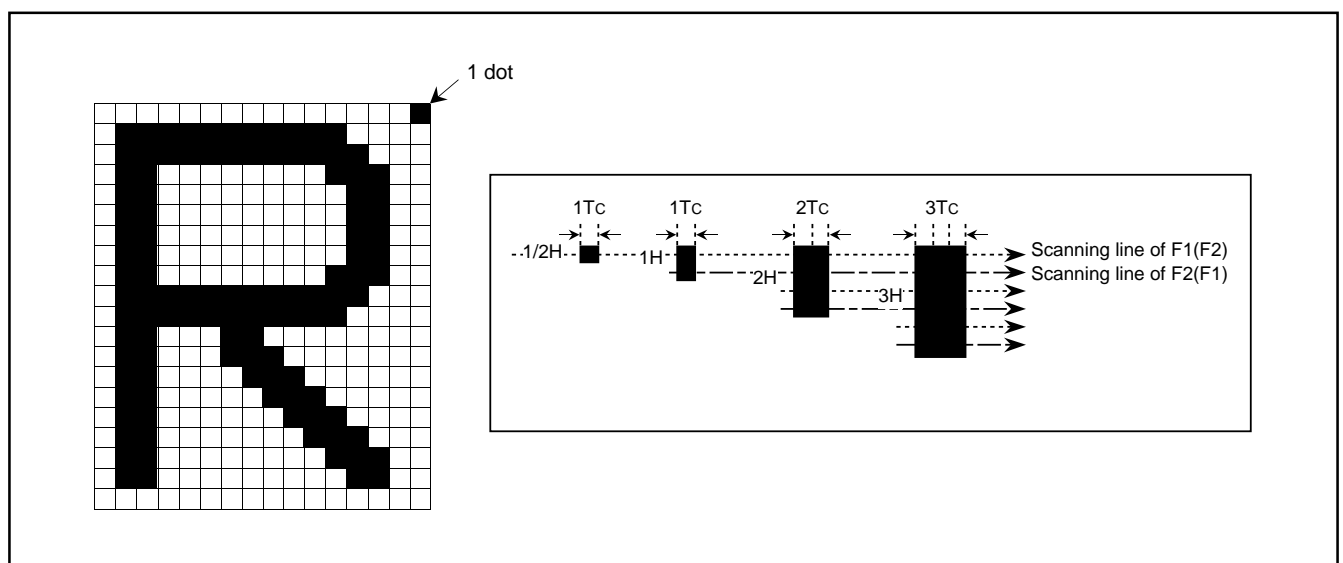 1 dot
1TC 1TC 2TC 3TC
1/2H
1H
2H
3H
Scanning line of F1(F2)
Scanning line of F2(F1)